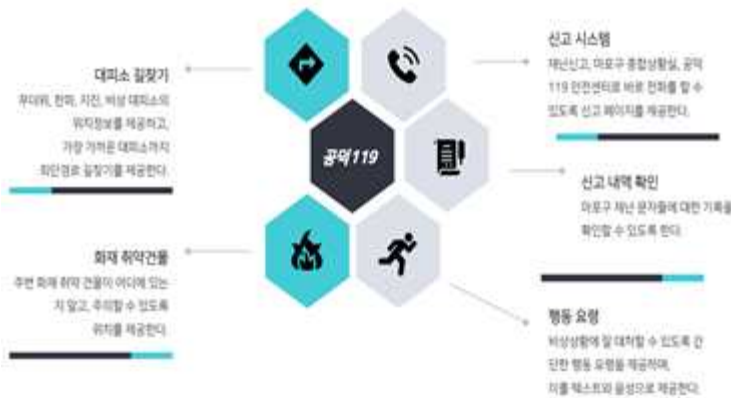 대피소 길찾기
무더위, 한파, 지진, 비상 대피소의
위치정보를 제공하고,
가장 가까운 대피소까지
최단경로 길찾기를 제공한다.
화재 취약건물
주변 화재 취약 건물이 어디에 있는
지 알고, 주의할 수 있도록
위치를 제공한다.
공덕119
신고 시스템
재난신고, 마포구 종합상황실, 공덕
119 안전센터로 바로 전화를 할 수
있도록 신고 페이지를 제공한다.
신고 내역 확인
마포구 재난 문자들에 대한 기록을
확인할 수 있도록 한다.
행동 요령
비상상황에 잘 대처할 수 있도록 간
단한 행동 요령을 제공하며,
이를 텍스트와 음성으로 제공한다.